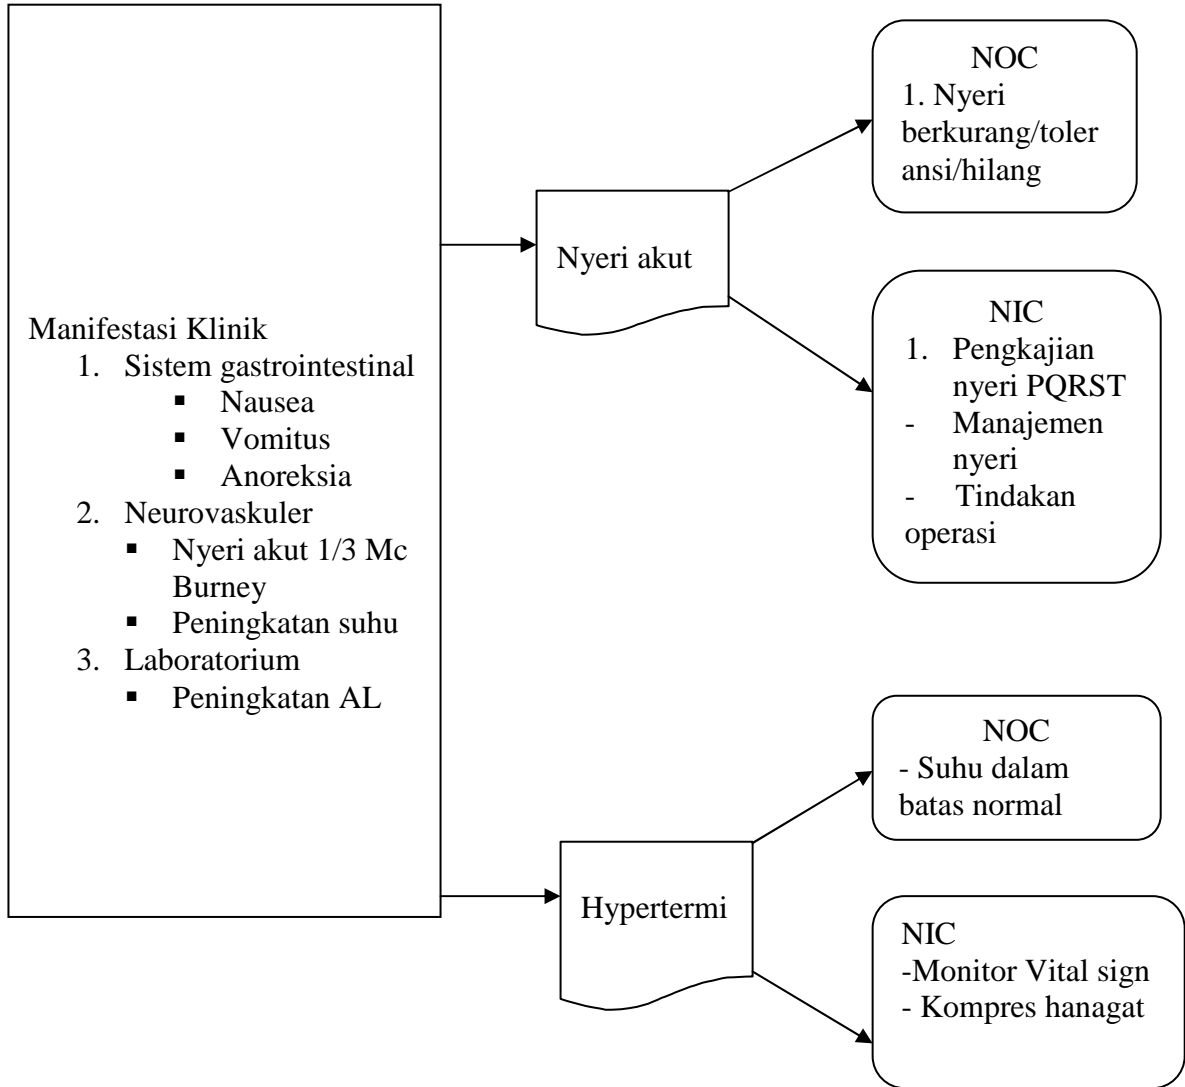 Manifestasi Klinik
1. Sistem gastrointestinal
▪ Nausea
▪ Vomitus
▪ Anoreksia
2. Neurovaskuler
▪ Nyeri akut 1/3 Mc
Burney
▪ Peningkatan suhu
3. Laboratorium
▪ Peningkatan AL
Nyeri akut
NOC
1. Nyeri
berkurang/toler
ansi/hilang
NIC
1. Pengkajian
nyeri PQRST
- Manajemen
nyeri
- Tindakan
operasi
Hypertermi
NOC
- Suhu dalam
batas normal
NIC
-Monitor Vital sign
- Kompres hanagat